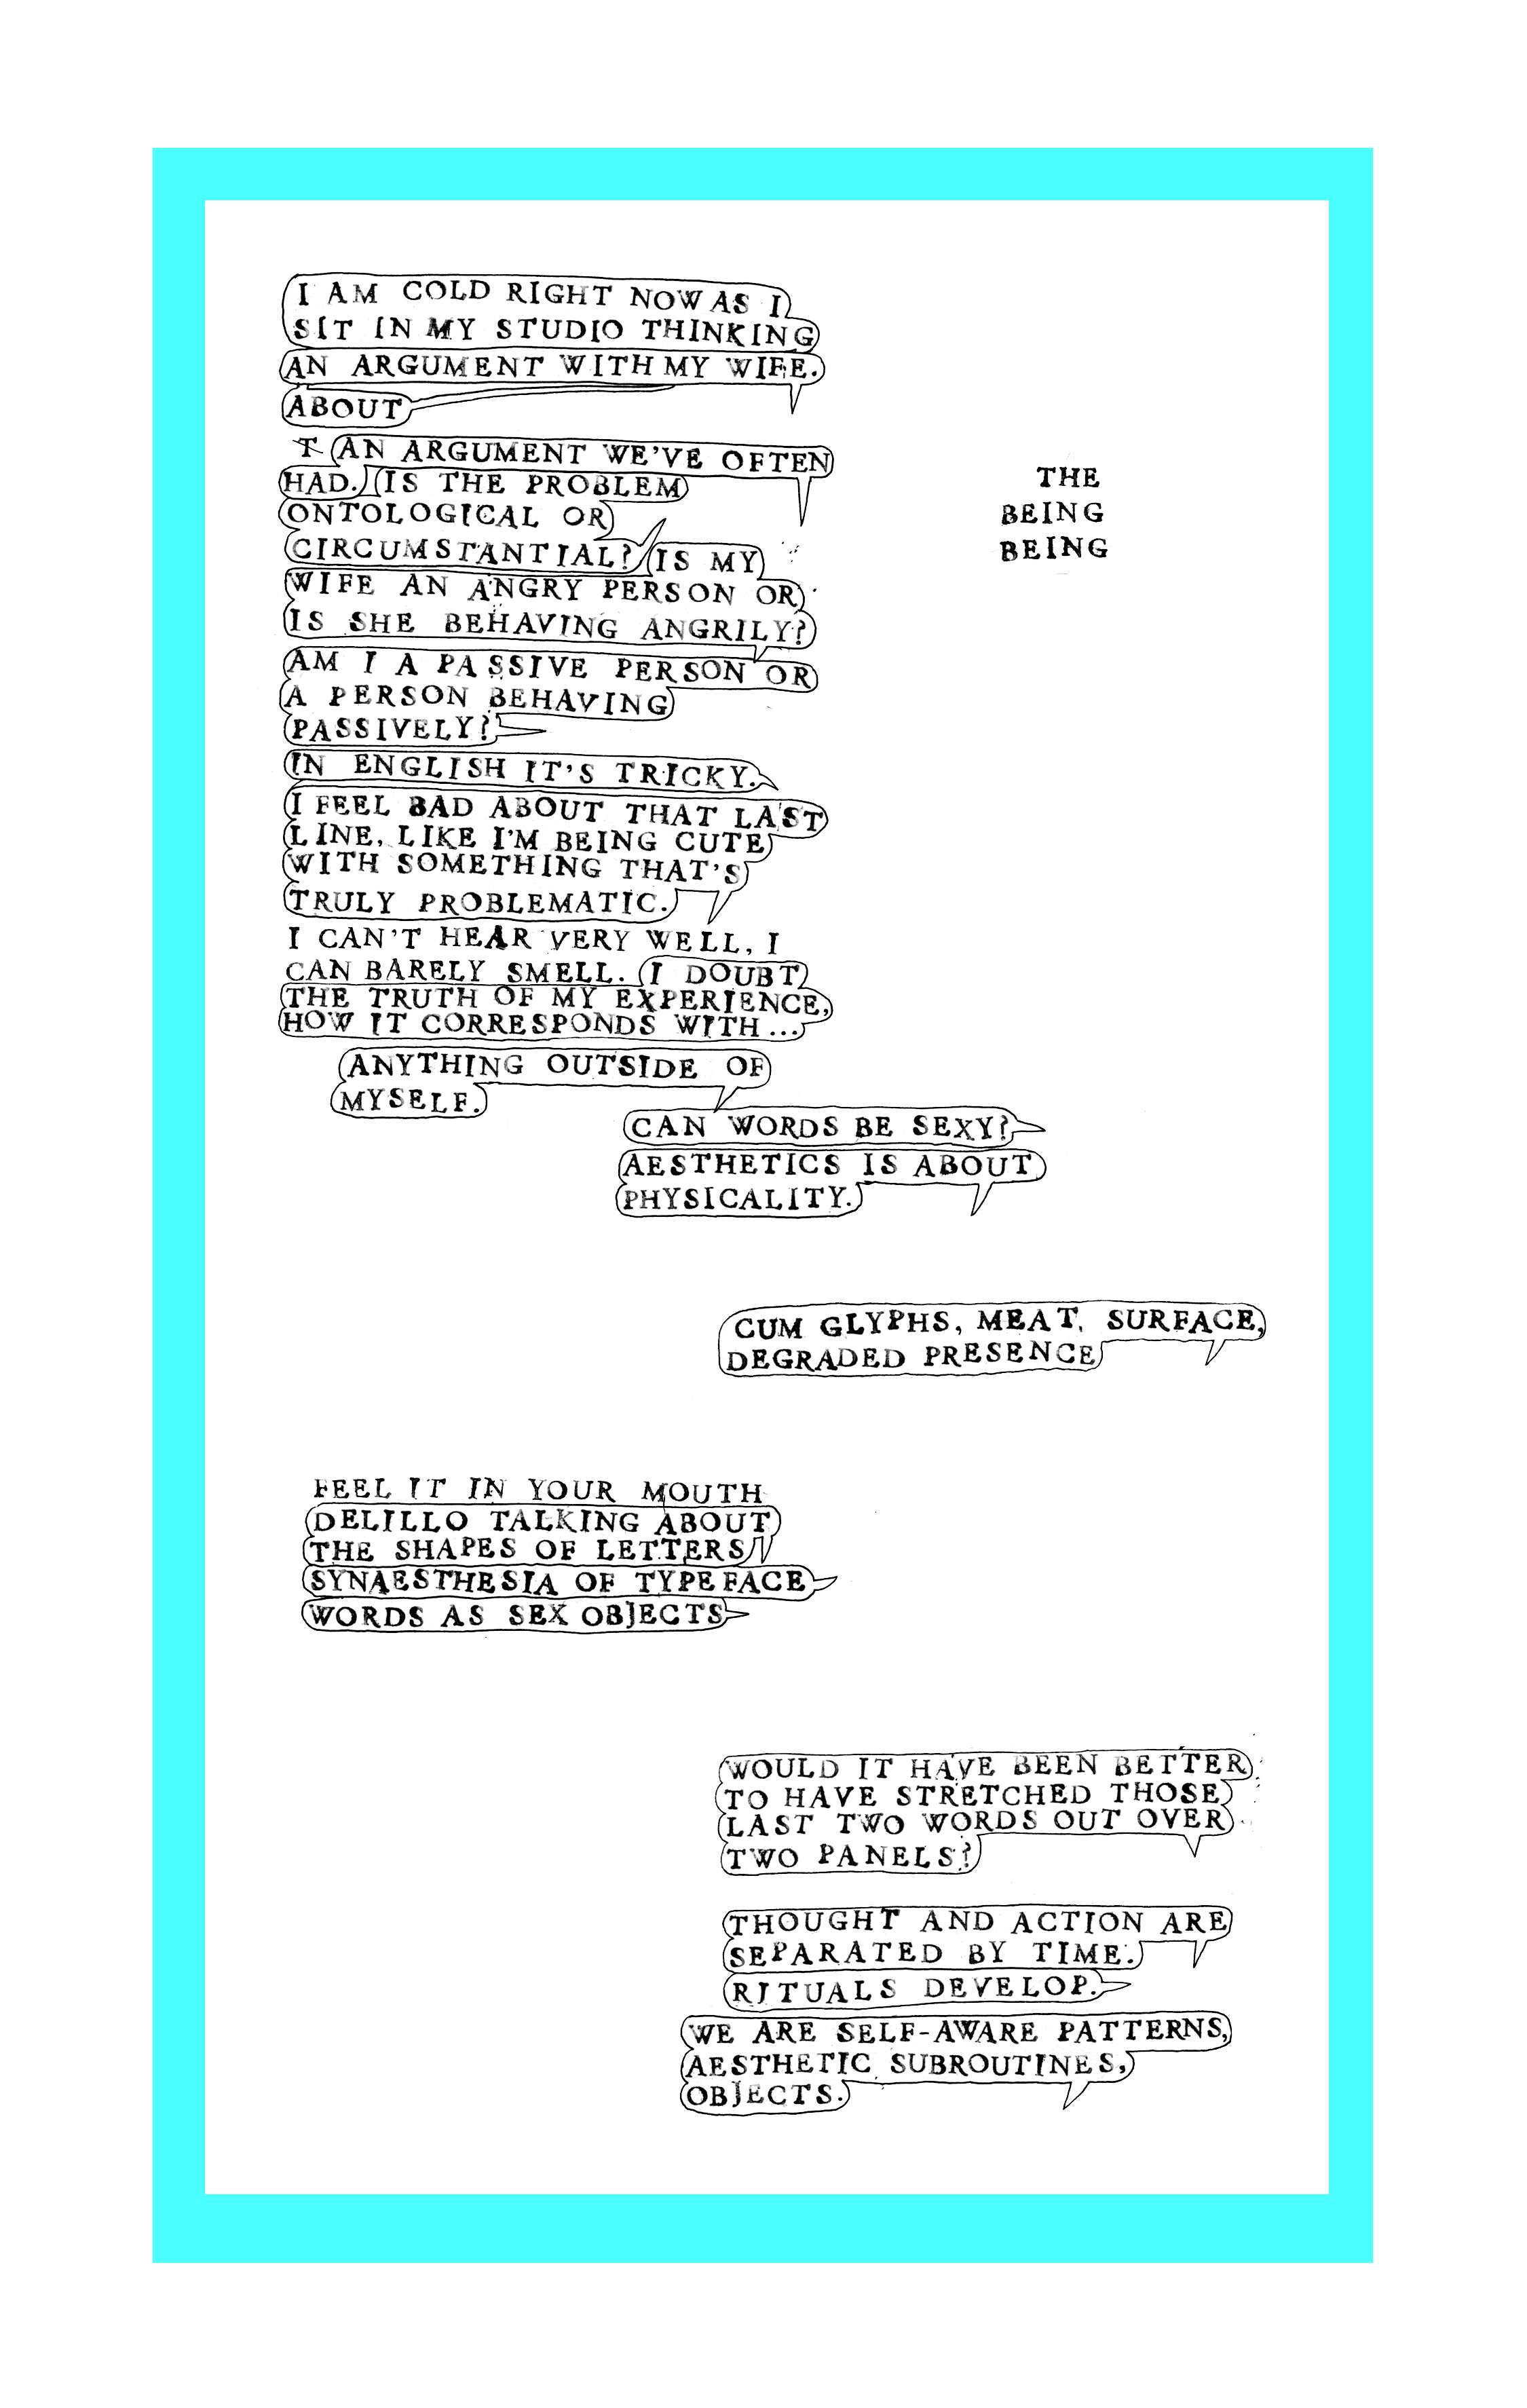 I AM COLD RIGHT NOW AS I
SIT IN MY STUDIO THINKING
AN ARGUMENT WITH MY WIFE.
ABOUT
T AN ARGUMENT WE'VE OFTEN
HAD. IS THE PROBLEM
ONTOLOGICAL OR
CIRCUMSTANTIAL? IS MY
WIFE AN ANGRY PERSON OR
IS SHE BEHAVING ANGRILY?
AM I A PASSIVE PERSON OR
A PERSON BEHAVING
PASSIVELY?
IN ENGLISH IT'S TRICKY.
I FEEL BAD ABOUT THAT LAST
LINE, LIKE I'M BEING CUTE
WITH SOMETHING THAT'S
TRULY PROBLEMATIC.
I CAN'T HEAR VERY WELL, I
CAN BARELY SMELL. I DOUBT
THE TRUTH OF MY EXPERIENCE,
HOW IT CORRESPONDS WITH...
ANYTHING OUTSIDE OF
MYSELF.
THE
BEING
BEING
CAN WORDS BE SEXY?
AESTHETICS IS ABOUT
PHYSICALITY.
CUM GLYPHS, MEAT, SURFACE,
DEGRADED PRESENCE
FEEL IT IN YOUR MOUTH
DELILLO TALKING ABOUT
THE SHAPES OF LETTERS
SYNAESTHESIA OF TYPEFACE
WORDS AS SEX OBJECTS
WOULD IT HAVE BEEN BETTER
TO HAVE STRETCHED THOSE
LAST TWO WORDS OUT OVER
TWO PANELS?
THOUGHT AND ACTION ARE
SEPARATED BY TIME.
RITUALS DEVELOP.
WE ARE SELF-AWARE PATTERNS,
AESTHETIC SUBROUTINES,
OBJECTS.